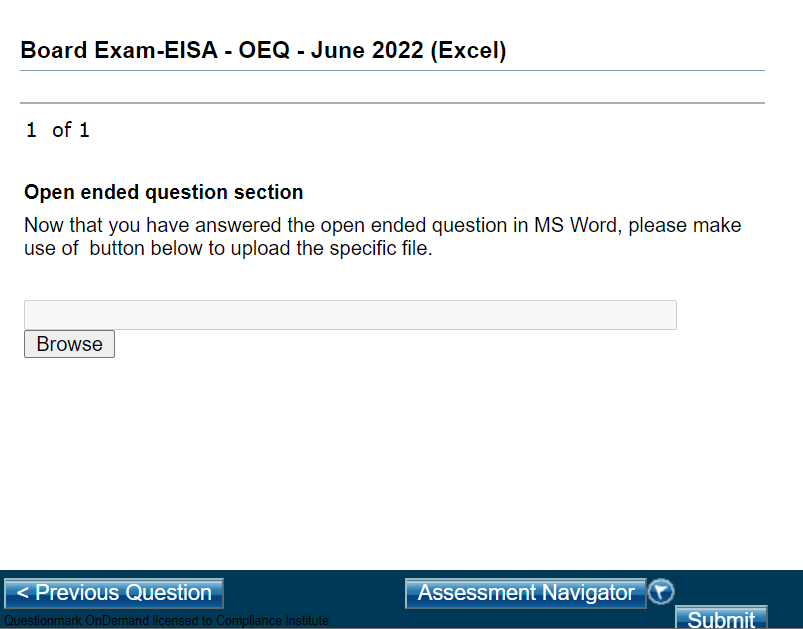 Board Exam-EISA - OEQ - June 2022 (Excel)
1 of 1
Open ended question section
Now that you have answered the open ended question in MS Word, please make
use of button below to upload the specific file.
Browse
< Previous Question
Assessment Navigator
Questionmark OnDemand licensed to Compliance Institute
Submit